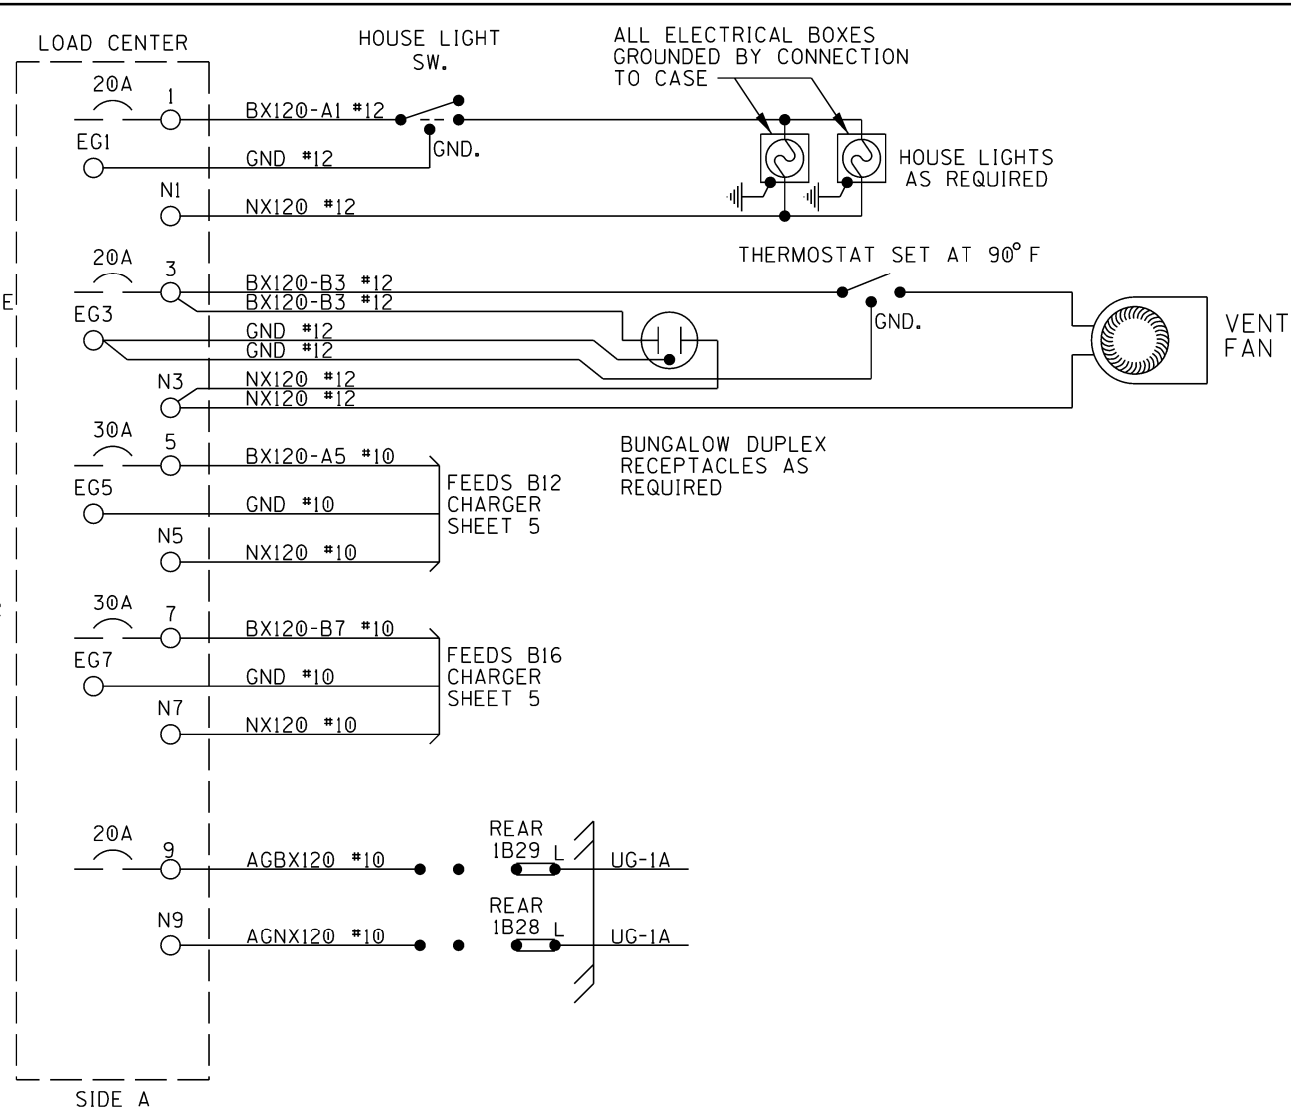 LOAD CENTER
HOUSE LIGHT
SW.
ALL ELECTRICAL BOXES
GROUNDED BY CONNECTION
TO CASE
20A
1
BX120-A1 #12
EG1
GND #12
GND.
HOUSE LIGHTS
AS REQUIRED
N1
NX120 #12
THERMOSTAT SET AT 90° F
20A
3
BX120-B3 #12
BX120-B3 #12
E
EG3
GND #12
GND #12
GND.
VENT
FAN
N3
NX120 #12
NX120 #12
30A
5
BX120-A5 #10
EG5
GND #10
N5
NX120 #10
FEEDS B12
CHARGER
SHEET 5
BUNGALOW DUPLEX
RECEPTACLES AS
REQUIRED
30A
7
BX120-B7 #10
EG7
GND #10
N7
NX120 #10
FEEDS B16
CHARGER
SHEET 5
20A
9
AGBX120 #10
REAR
1B29 L
UG-1A
N9
AGNX120 #10
REAR
1B28 L
UG-1A
SIDE A